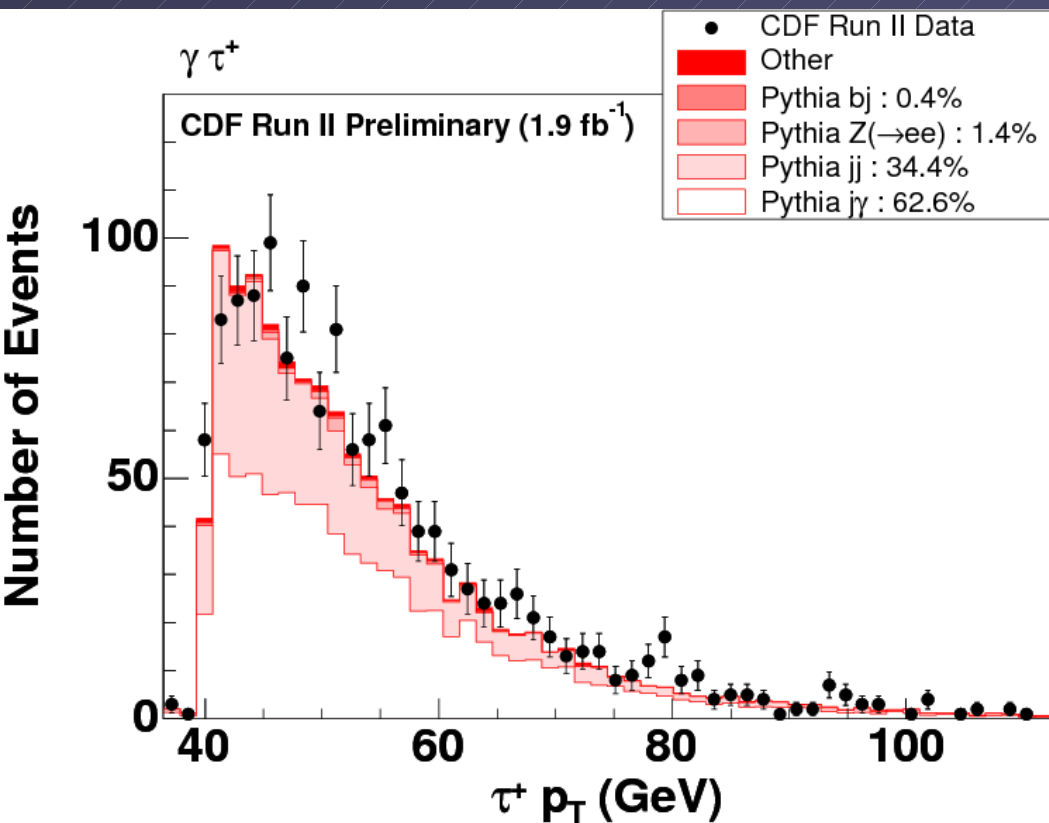 γ τ⁺
CDF Run II Preliminary (1.9 fb⁻¹)
CDF Run II Data
Other
Pythia bj : 0.4%
Pythia Z(→ee) : 1.4%
Pythia jj : 34.4%
Pythia jγ : 62.6%
Number of Events
100
50
0
40 60 80 100
τ⁺ p_T (GeV)